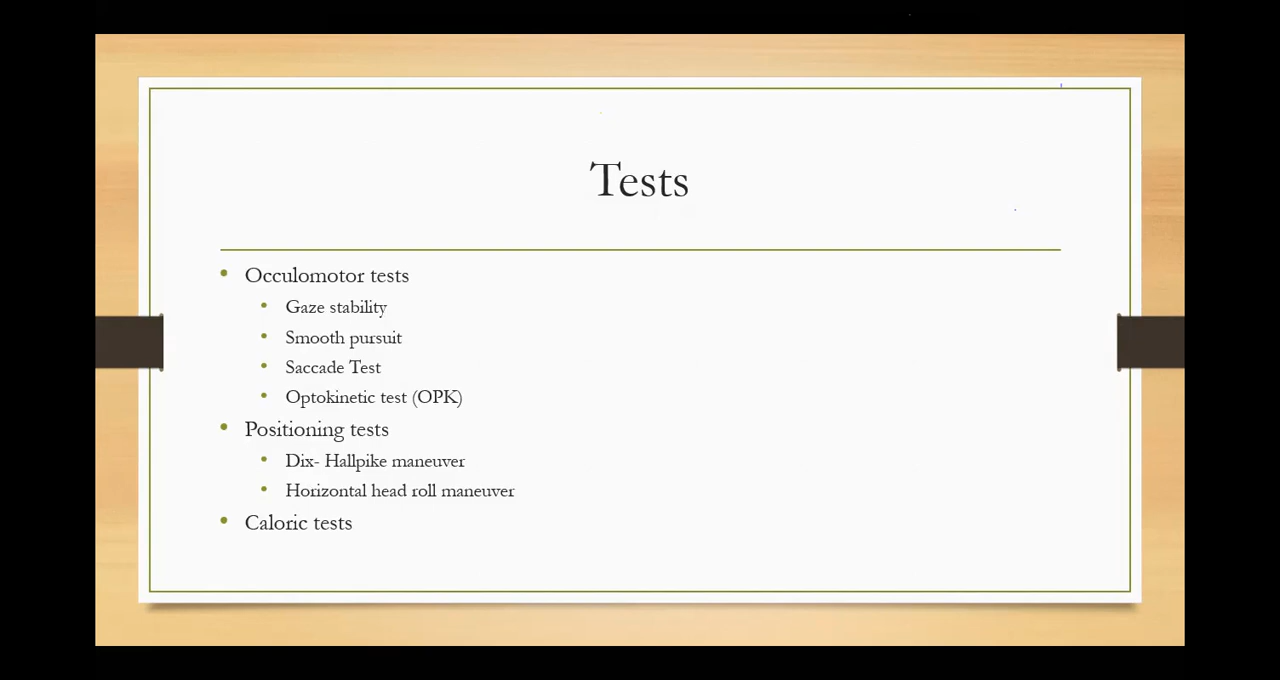 Tests
• Occulomotor tests
• Gaze stability
• Smooth pursuit
• Saccade Test
• Optokinetic test (OPK)
• Positioning tests
• Dix- Hallpike maneuver
• Horizontal head roll maneuver
• Caloric tests